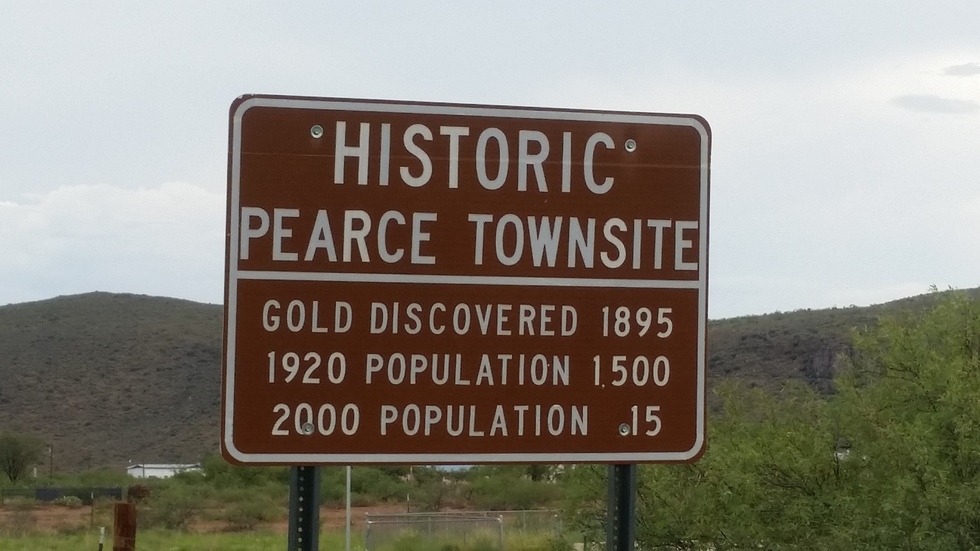 HISTORIC
PEARCE TOWNSITE
GOLD DISCOVERED 1895
1920 POPULATION 1,500
2000 POPULATION 15